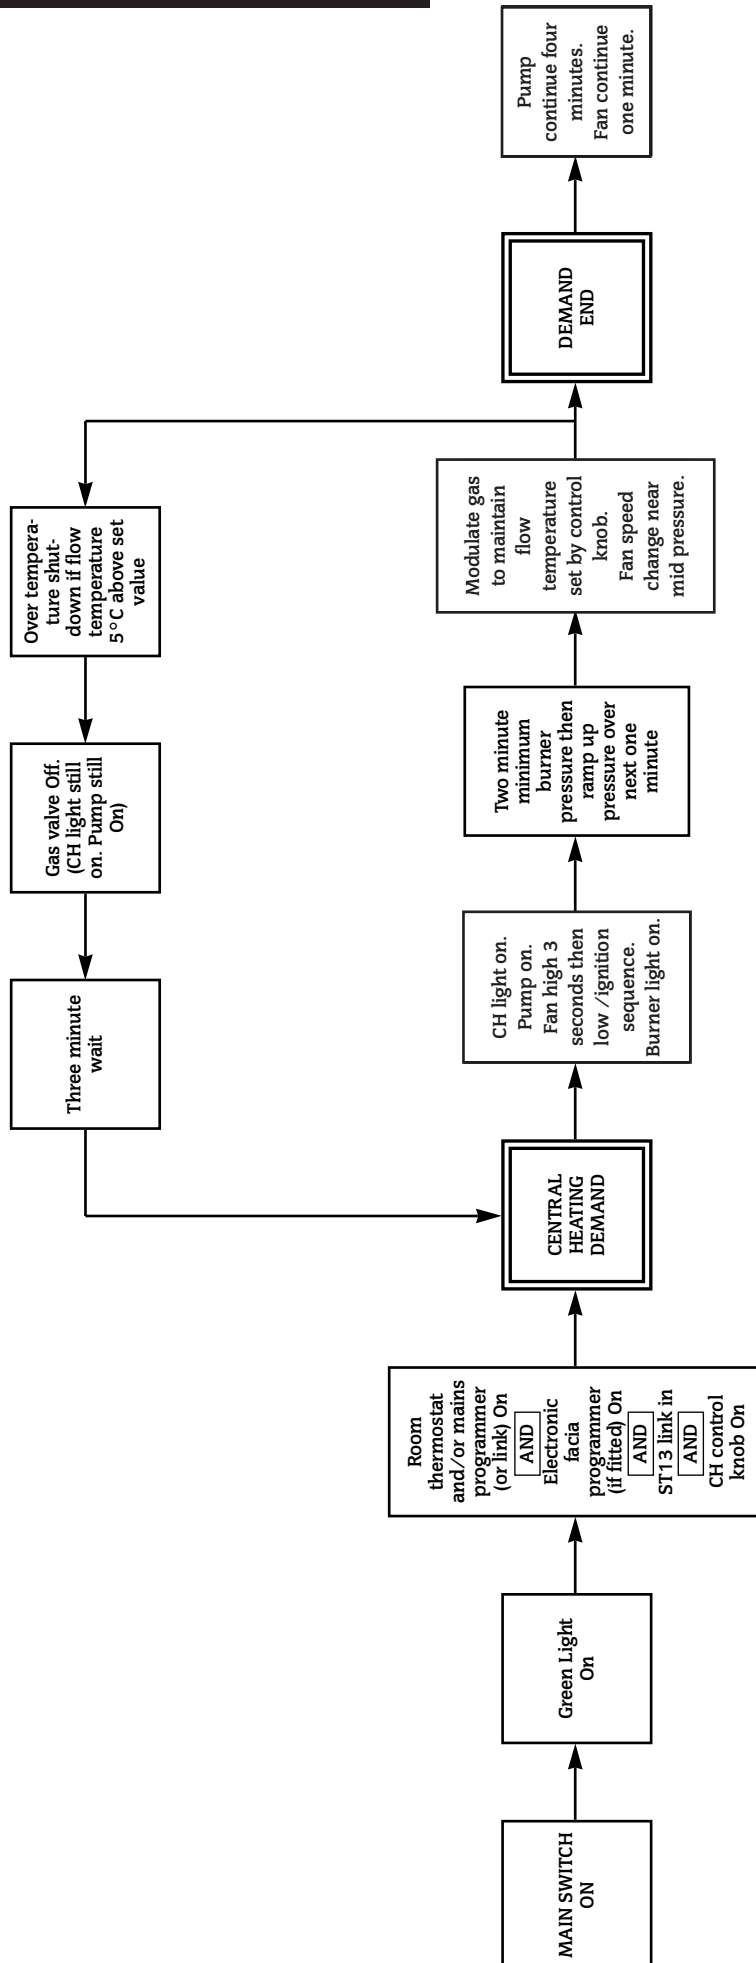 MAIN SWITCH
ON
Green Light
On
Room
thermostat
and/or mains
programmer
(or link) On
AND
Electronic
facia
programmer
(if fitted) On
AND
ST13 link in
AND
CH control
knob On
CENTRAL
HEATING
DEMAND
CH light on.
Pump on.
Fan high 3
seconds then
low /ignition
sequence.
Burner light on.
Two minute
minimum
burner
pressure then
ramp up
pressure over
next one
minute
Modulate gas
to maintain
flow
temperature
set by control
knob.
Fan speed
change near
mid pressure.
DEMAND
END
Pump
continue four
minutes.
Fan continue
one minute.
Over tempera-
ture shut-
down if flow
temperature
5°C above set
value
Gas valve Off.
(CH light still
on. Pump still
On)
Three minute
wait